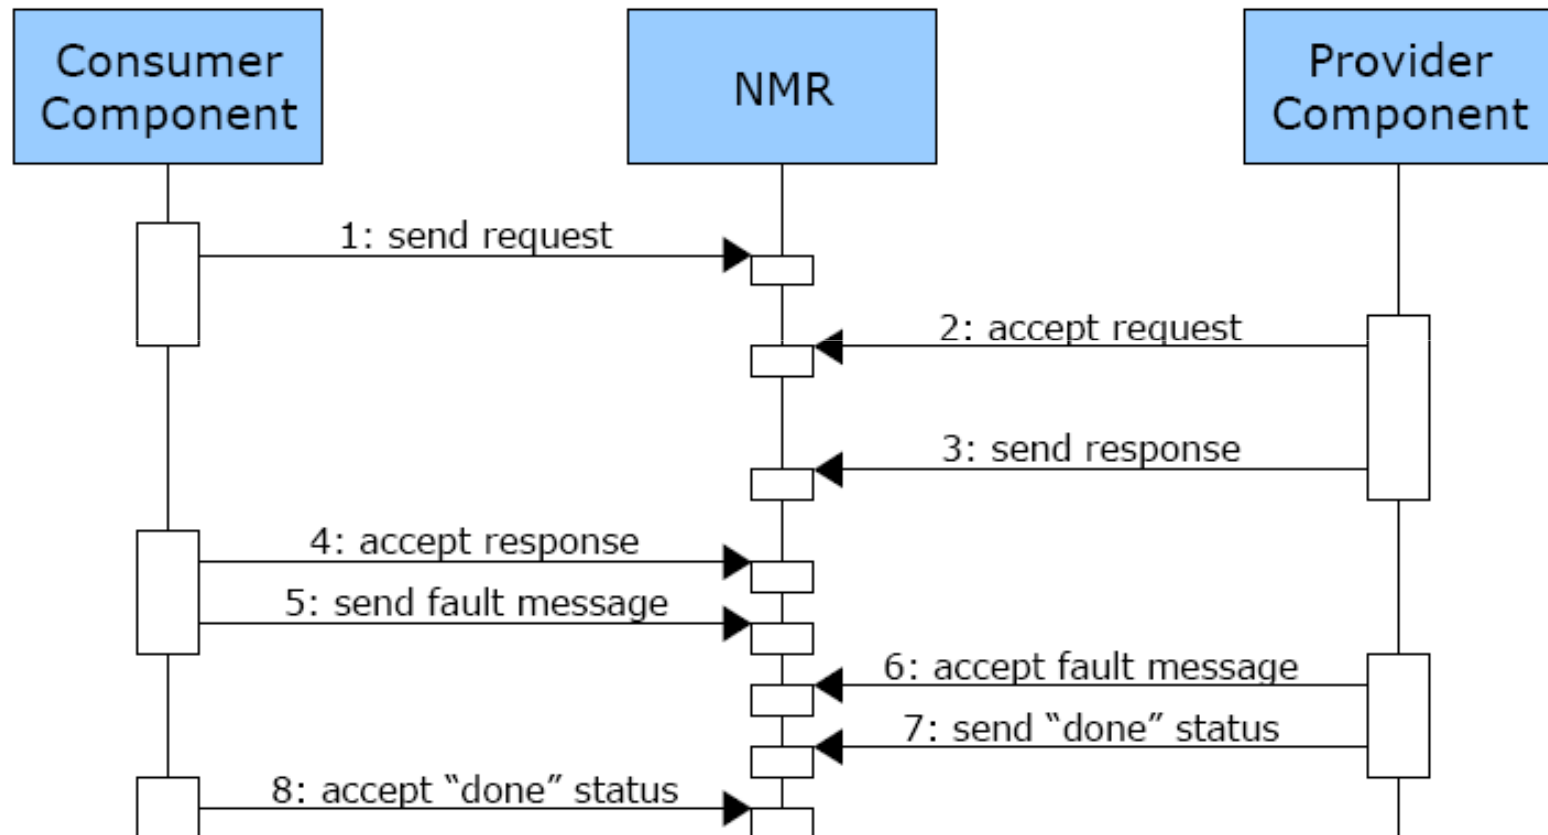 Consumer
Component
NMR
Provider
Component
1: send request
2: accept request
3: send response
4: accept response
5: send fault message
6: accept fault message
7: send “done” status
8: accept “done” status